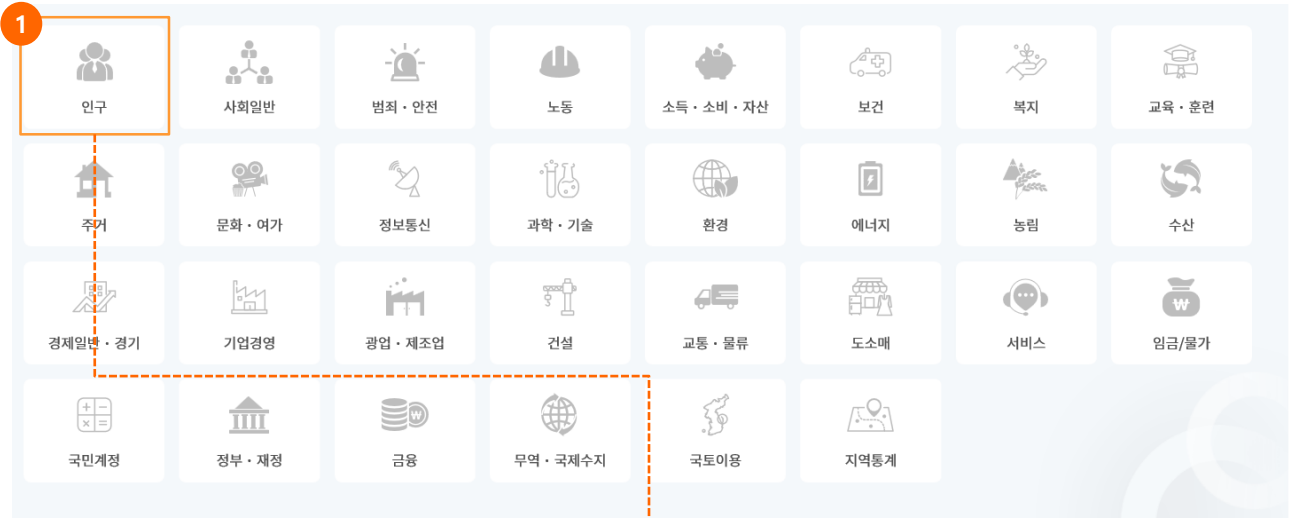 1
인구 사회일반 범죄・안전 노동 소득・소비・자산 보건 복지 교육・훈련
주거 문화・여가 정보통신 과학・기술 환경 에너지 농림 수산
경제일반・경기 기업경영 광업・제조업 건설 교통・물류 도소매 서비스 임금/물가
국민계정 정부・재정 금융 무역・국제수지 국토이용 지역통계